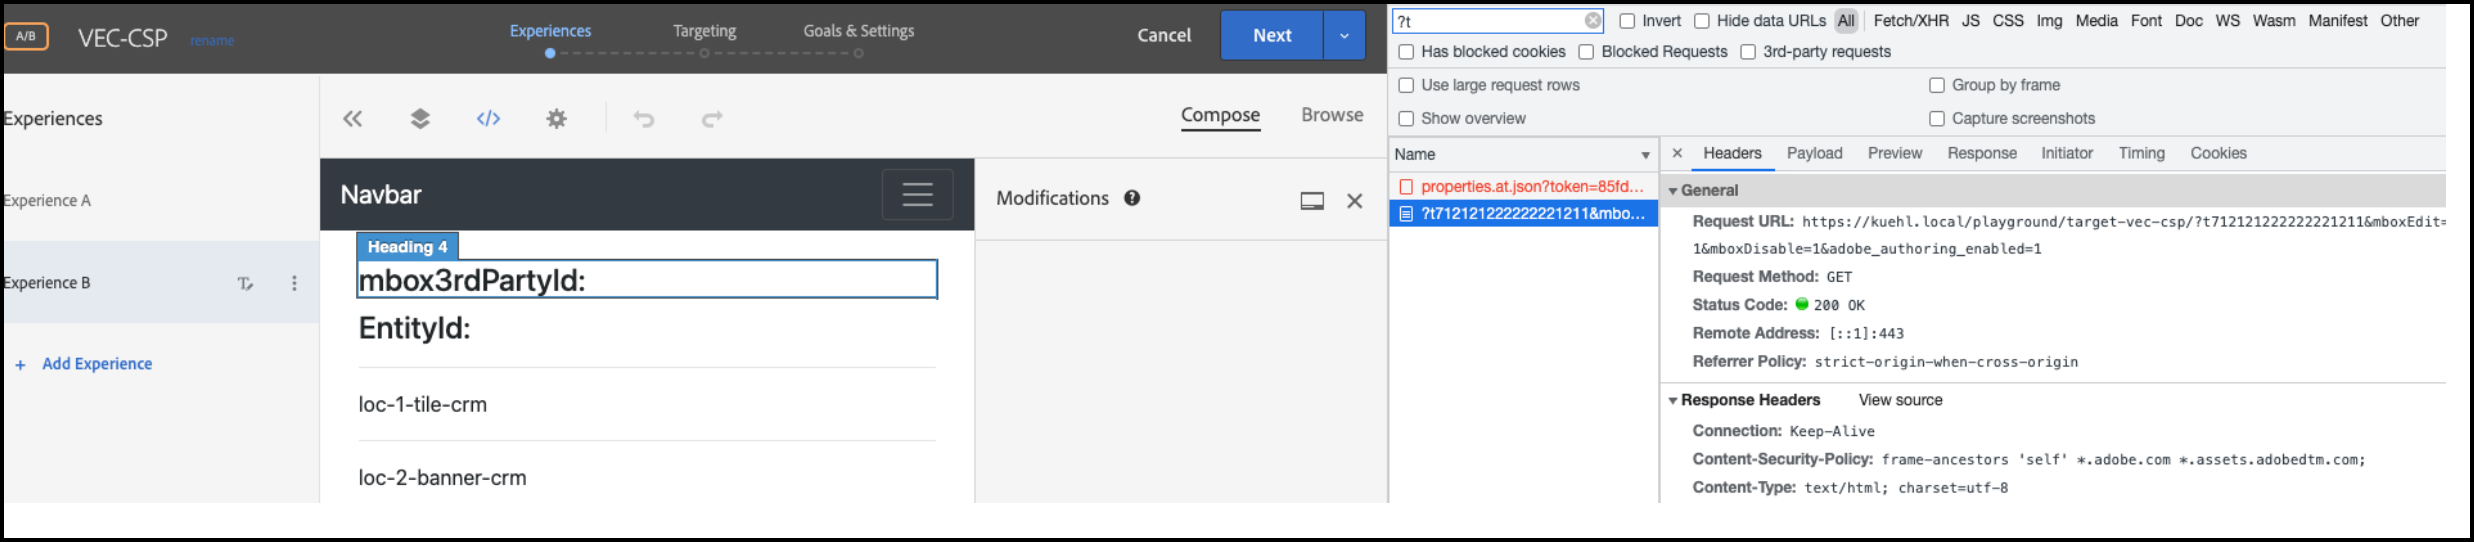 A/B VEC-CSP rename Experiences Targeting Goals & Settings Cancel Next
Experiences
Experience A
Experience B
+ Add Experience
Compose Browse
Navbar
Modifications ?
Heading 4
mbox3rdPartyId:
EntityId:
loc-1-tile-crm
loc-2-banner-crm
?t Invert Hide data URLs All Fetch/XHR JS CSS Img Media Font Doc WS Wasm Manifest Other
Has blocked cookies Blocked Requests 3rd-party requests
Use large request rows Group by frame
Show overview Capture screenshots
Name
properties.at.json?token=85fd...
?t712121222222221211&mbo...
Headers Payload Preview Response Initiator Timing Cookies
General
Request URL: https://kuehl.local/playground/target-vec-csp/?t712121222222221211&mboxEdit=
1&mboxDisable=1&adobe_authoring_enabled=1
Request Method: GET
Status Code: 200 OK
Remote Address: [::1]:443
Referrer Policy: strict-origin-when-cross-origin
Response Headers View source
Connection: Keep-Alive
Content-Security-Policy: frame-ancestors 'self' *.adobe.com *.assets.adobedtm.com;
Content-Type: text/html; charset=utf-8